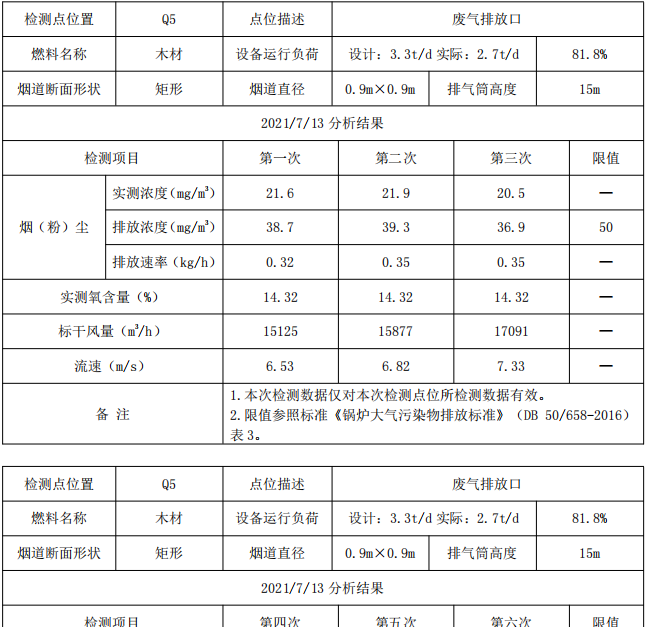 检测点位置 Q5 点位描述 废气排放口
燃料名称 木材 设备运行负荷 设计：3.3t/d 实际：2.7t/d 81.8%
烟道断面形状 矩形 烟道直径 0.9m×0.9m 排气筒高度 15m
2021/7/13 分析结果
检测项目 第一次 第二次 第三次 限值
烟（粉）尘 实测浓度（mg/m³） 21.6 21.9 20.5 —
排放浓度（mg/m³） 38.7 39.3 36.9 50
排放速率（kg/h） 0.32 0.35 0.35 —
实测氧含量（%） 14.32 14.32 14.32 —
标干风量（m³/h） 15125 15877 17091 —
流速（m/s） 6.53 6.82 7.33 —
备 注 1.本次检测数据仅对本次检测点位所检测数据有效。
2.限值参照标准《锅炉大气污染物排放标准》（DB 50/658-2016）
表 3。
检测点位置 Q5 点位描述 废气排放口
燃料名称 木材 设备运行负荷 设计：3.3t/d 实际：2.7t/d 81.8%
烟道断面形状 矩形 烟道直径 0.9m×0.9m 排气筒高度 15m
2021/7/13 分析结果
检测项目 第四次 第五次 第六次 限值